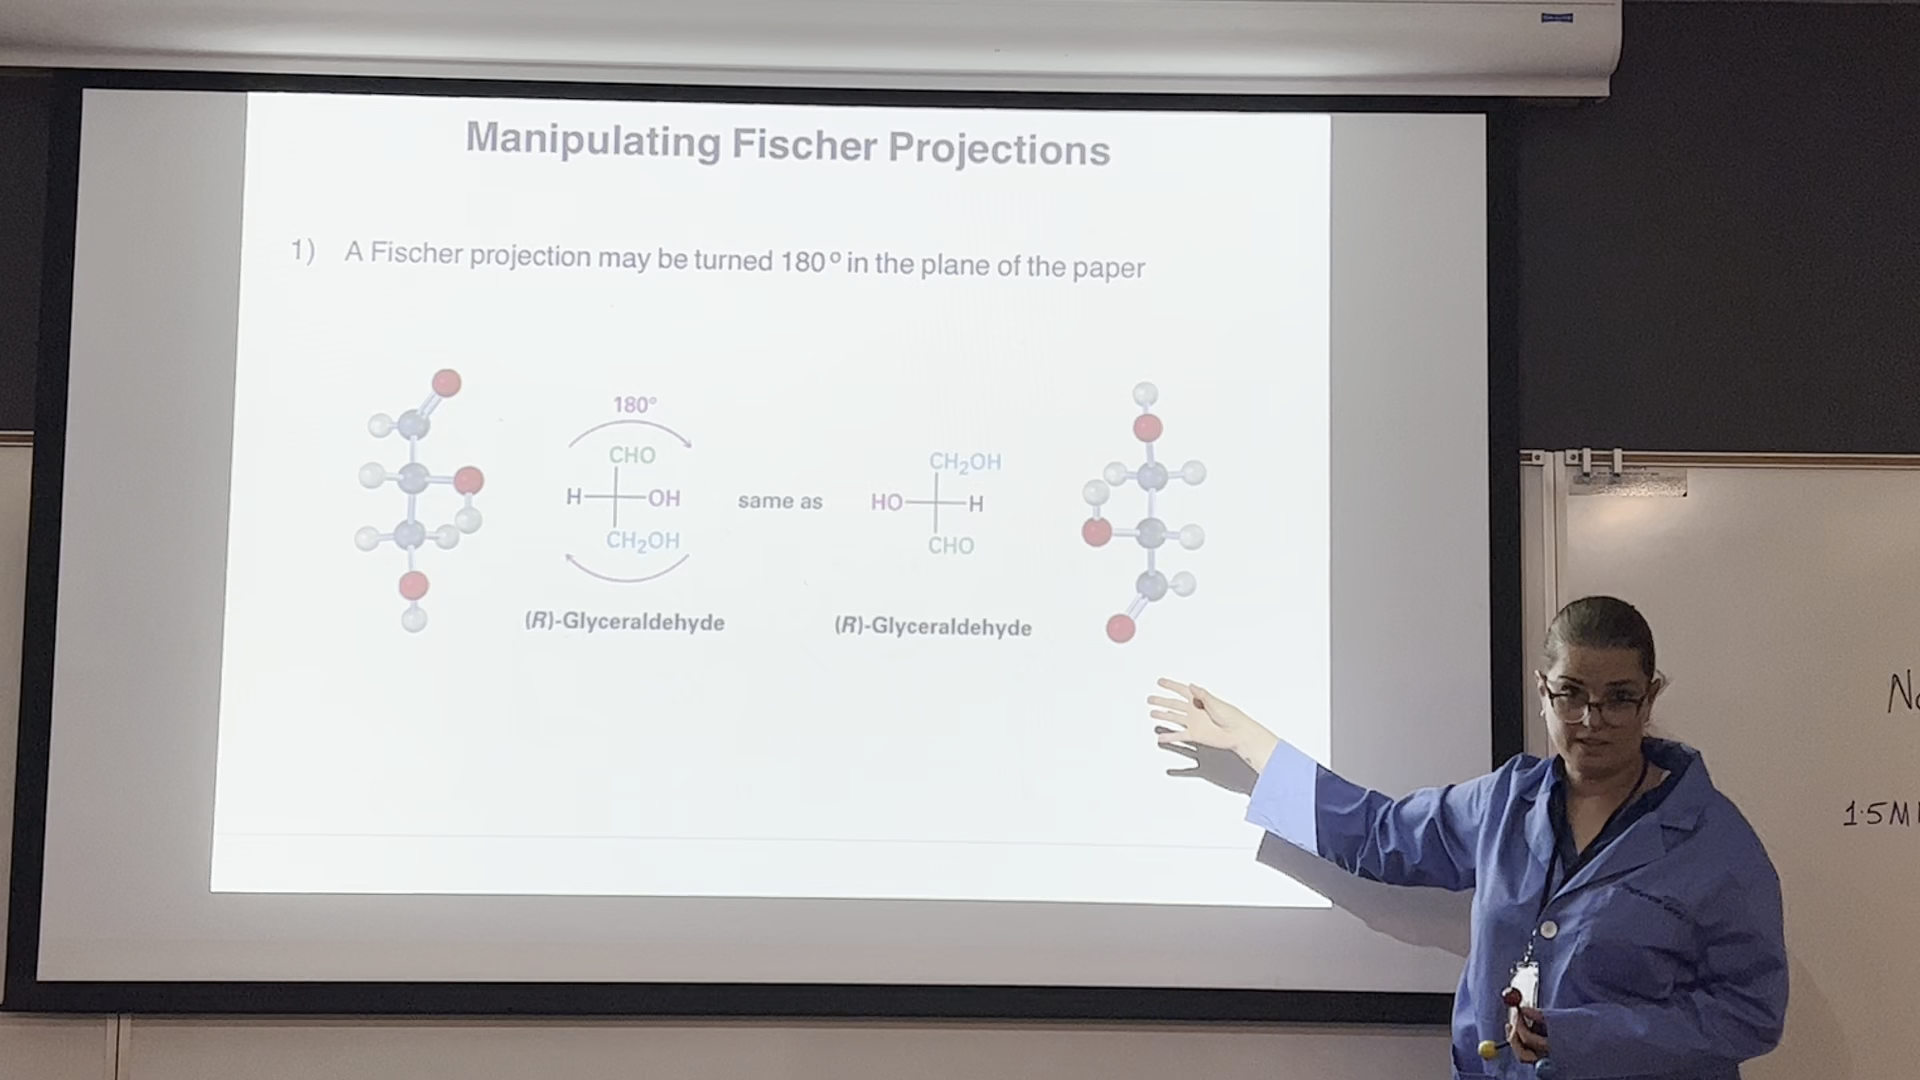 Manipulating Fischer Projections
1) A Fischer projection may be turned 180° in the plane of the paper
180°
CHO
H OH
CH₂OH
(R)-Glyceraldehyde
same as
CH₂OH
HO H
CHO
(R)-Glyceraldehyde
1.5M